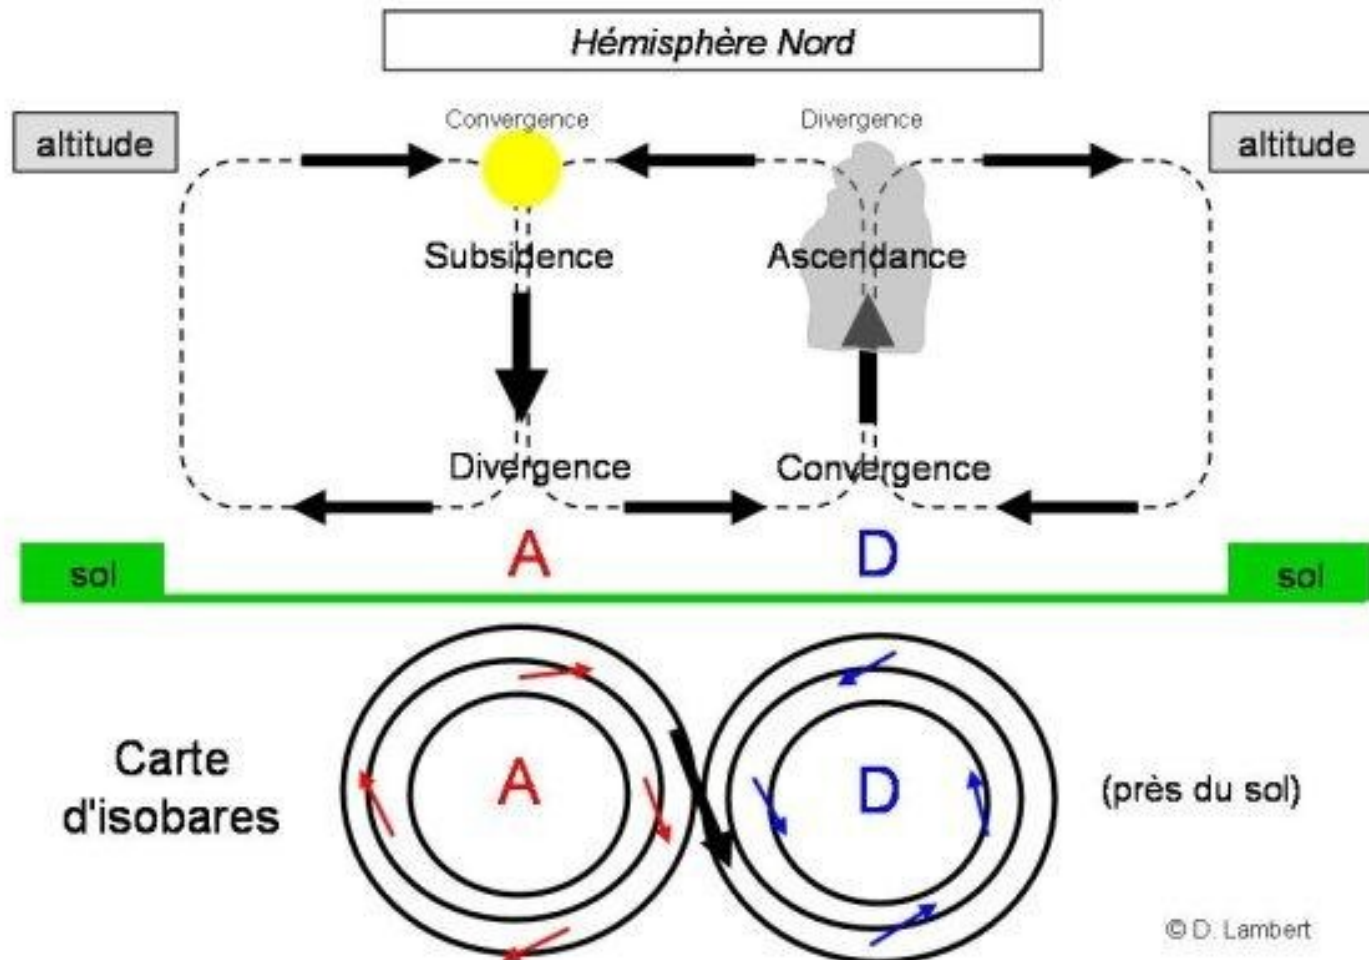 Hémisphère Nord
altitude
Convergence
Divergence
altitude
Subsidence
Ascendance
Divergence
Convergence
A
D
sol
sol
Carte
d'isobares
A
D
(près du sol)
© D. Lambert